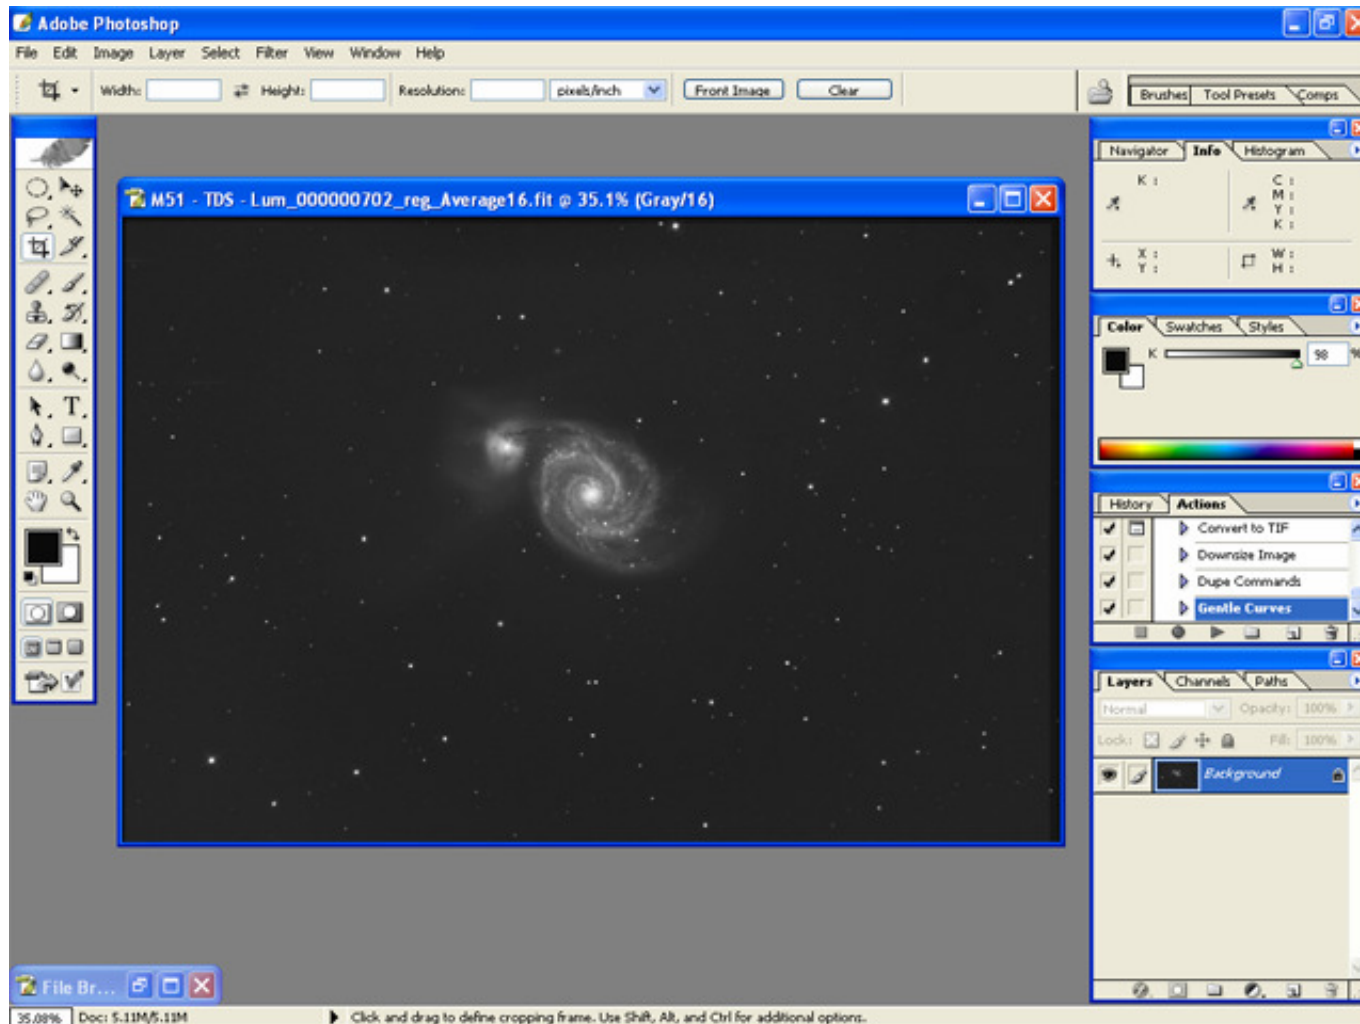 Adobe Photoshop
File Edit Image Layer Select Filter View Window Help
Width: Height: Resolution: pixels/inch Front Image Clear
Brushes Tool Presets Comps
Navigator Info Histogram
K : C :
M :
Y :
K :
X : W :
Y : H :
M51 - TDS - Lum_000000702_reg_Average16.fit @ 35.1% (Gray/16)
Color Swatches Styles
K 98 %
History Actions
Convert to TIF
Downsize Image
Dupe Commands
Gentle Curves
Layers Channels Paths
Normal Opacity: 100%
Lock: Fill: 100%
Background
File Br...
35.08% Doc: 5.11M/5.11M Click and drag to define cropping frame. Use Shift, Alt, and Ctrl for additional options.